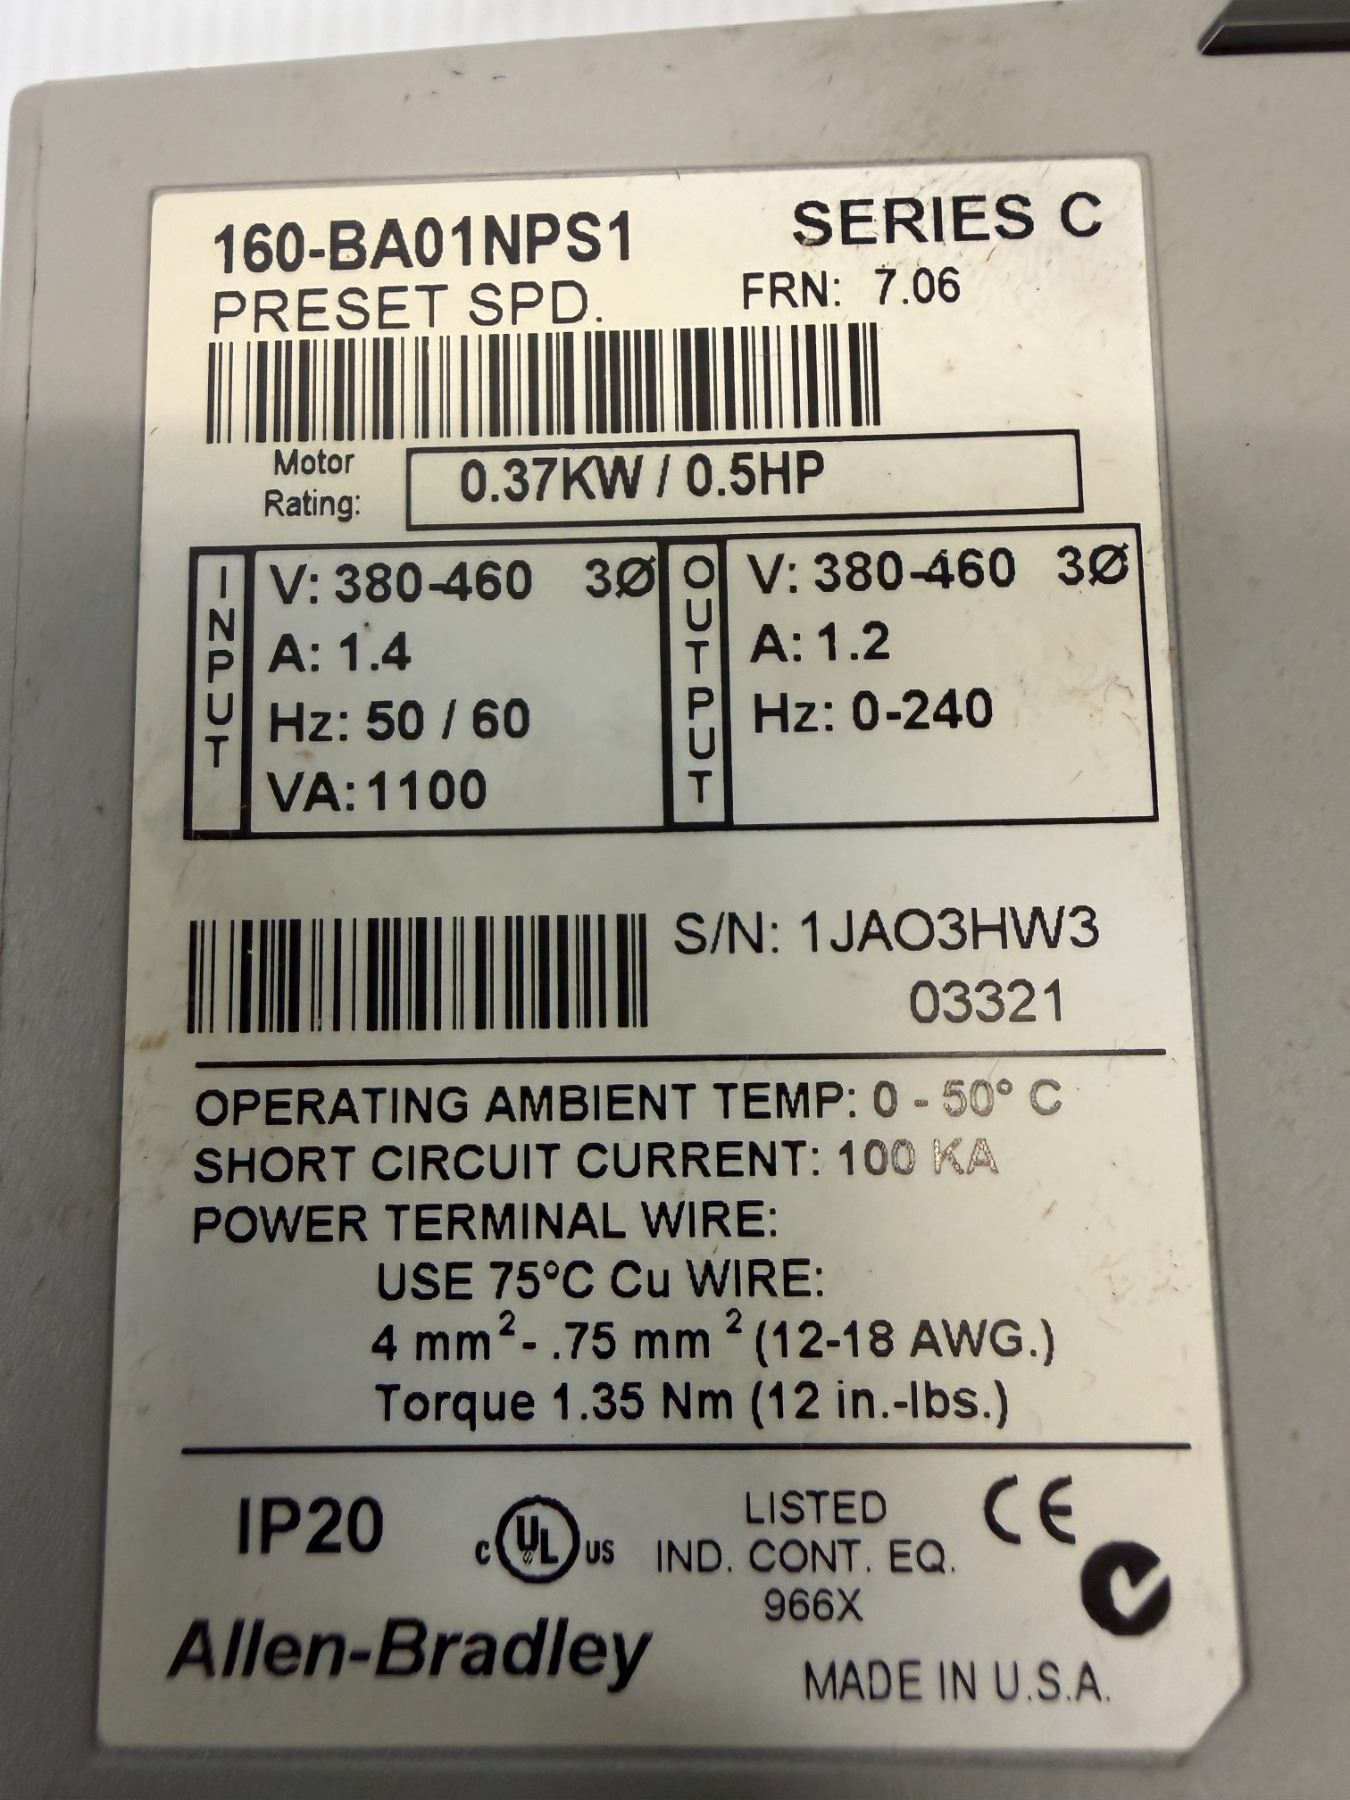 160-BA01NPS1 SERIES C
PRESET SPD. FRN: 7.06
Motor
Rating: 0.37KW / 0.5HP
INPUT
V: 380-460 3Ø
A: 1.4
Hz: 50 / 60
VA: 1100
OUTPUT
V: 380-460 3Ø
A: 1.2
Hz: 0-240
S/N: 1JAO3HW3
03321
OPERATING AMBIENT TEMP: 0 - 50° C
SHORT CIRCUIT CURRENT: 100 KA
POWER TERMINAL WIRE:
USE 75°C Cu WIRE:
4 mm² - .75 mm ² (12-18 AWG.)
Torque 1.35 Nm (12 in.-lbs.)
IP20
c UL us
LISTED
IND. CONT. EQ.
966X
CE
Allen-Bradley
MADE IN U.S.A.